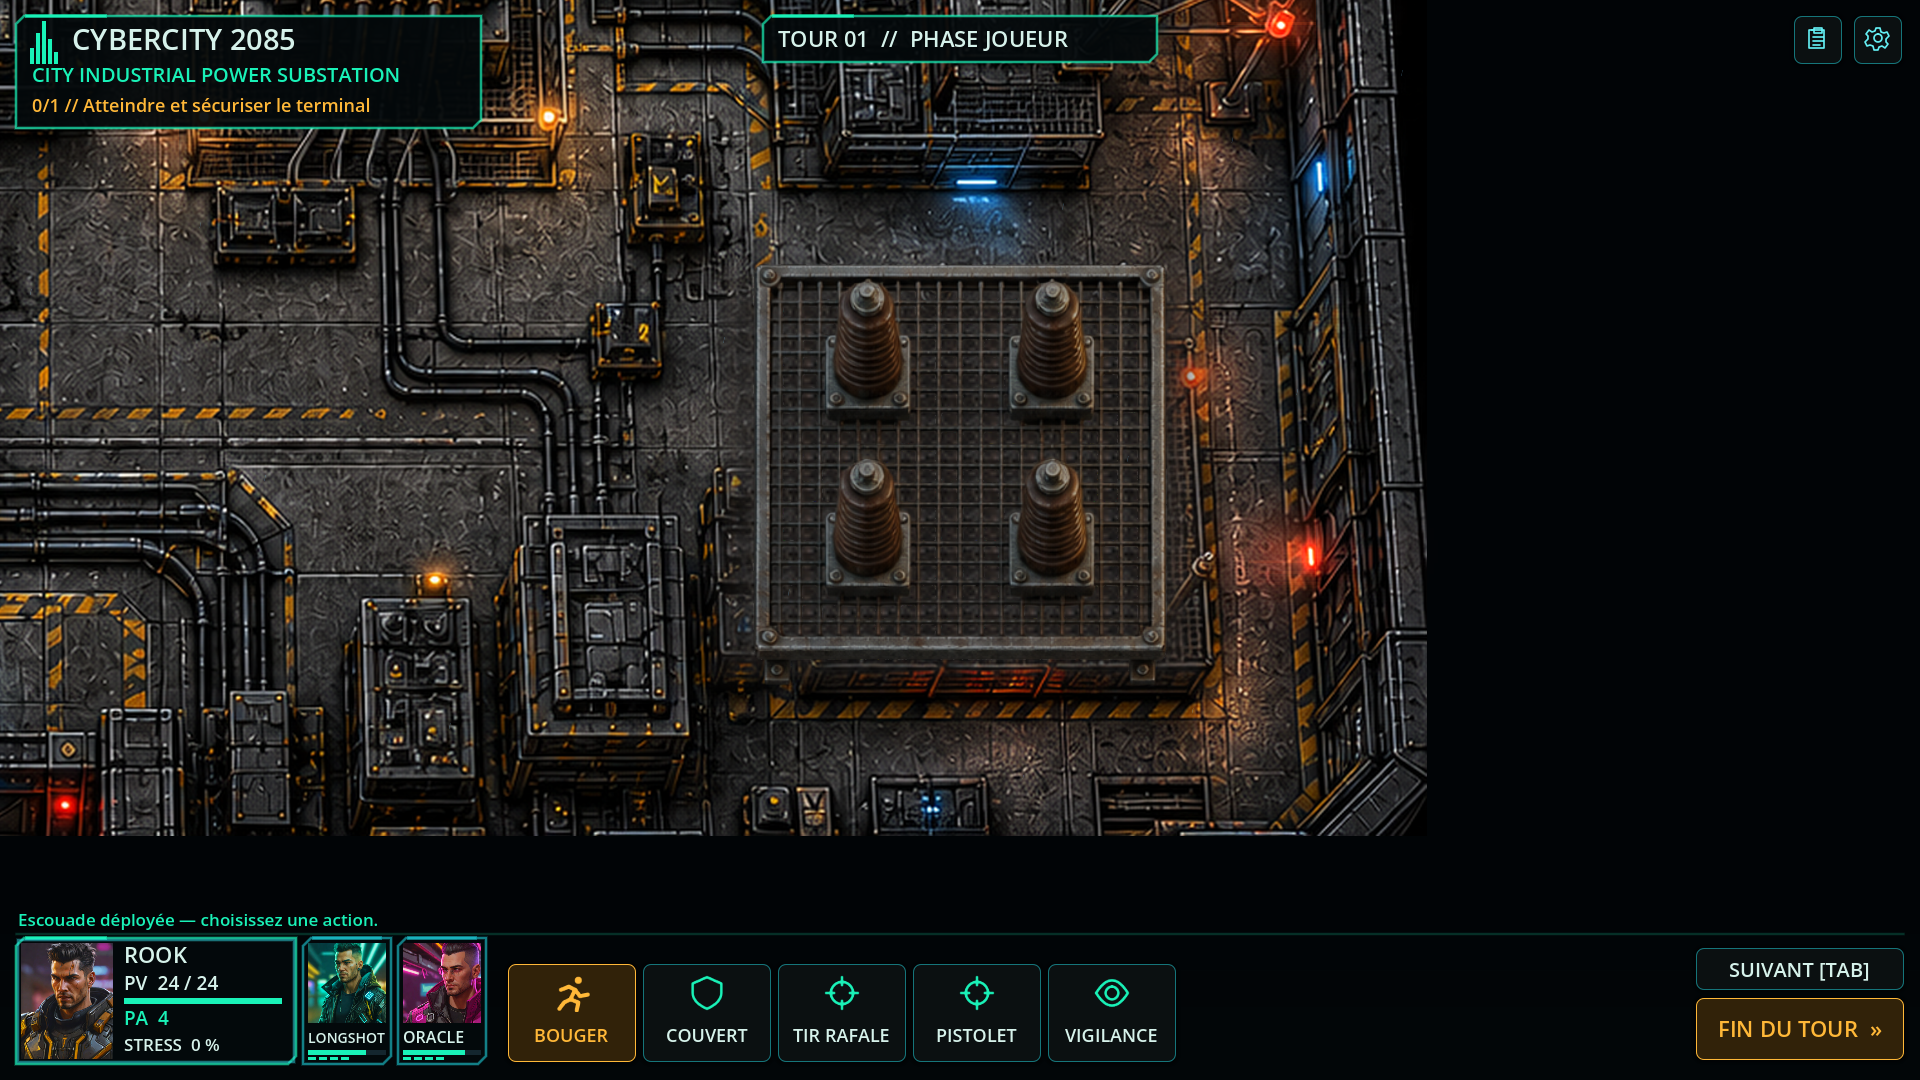 CYBERCITY 2085
CITY INDUSTRIAL POWER SUBSTATION
0/1 // Atteindre et sécuriser le terminal
TOUR 01 // PHASE JOUEUR
Escouade déployée — choisissez une action.
ROOK
PV 24 / 24
PA 4
STRESS 0 %
LONGSHOT
ORACLE
BOUGER
COUVERT
TIR RAFALE
PISTOLET
VIGILANCE
SUIVANT [TAB]
FIN DU TOUR »